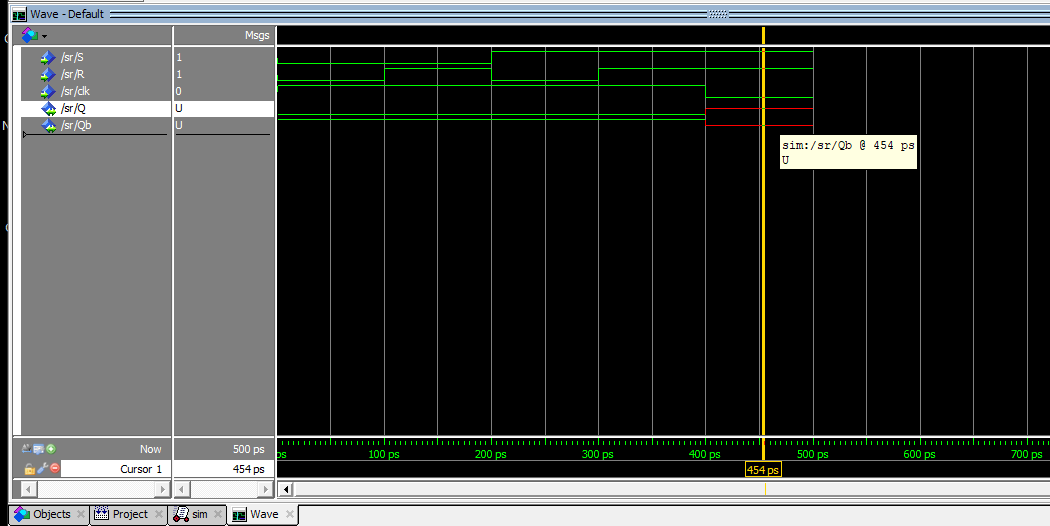 Wave - Default
Msgs
/sr/S 1
/sr/R 1
/sr/clk 0
/sr/Q U
/sr/Qb U
sim:/sr/Qb @ 454 ps
U
Now 500 ps
ps 100 ps 200 ps 300 ps 400 ps 500 ps 600 ps 700 ps
Cursor 1 454 ps
454 ps
Objects Project sim Wave